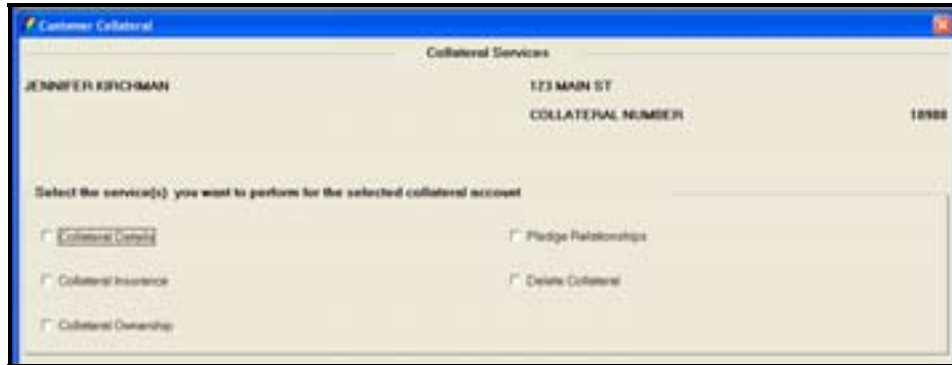 Customer Collateral
Collateral Services
JENNIFER KIRCHMAN 123 MAIN ST
COLLATERAL NUMBER 18988
Select the service(s) you want to perform for the selected collateral account
Collateral Details Pledge Relationships
Collateral Insurance Delete Collateral
Collateral Ownership